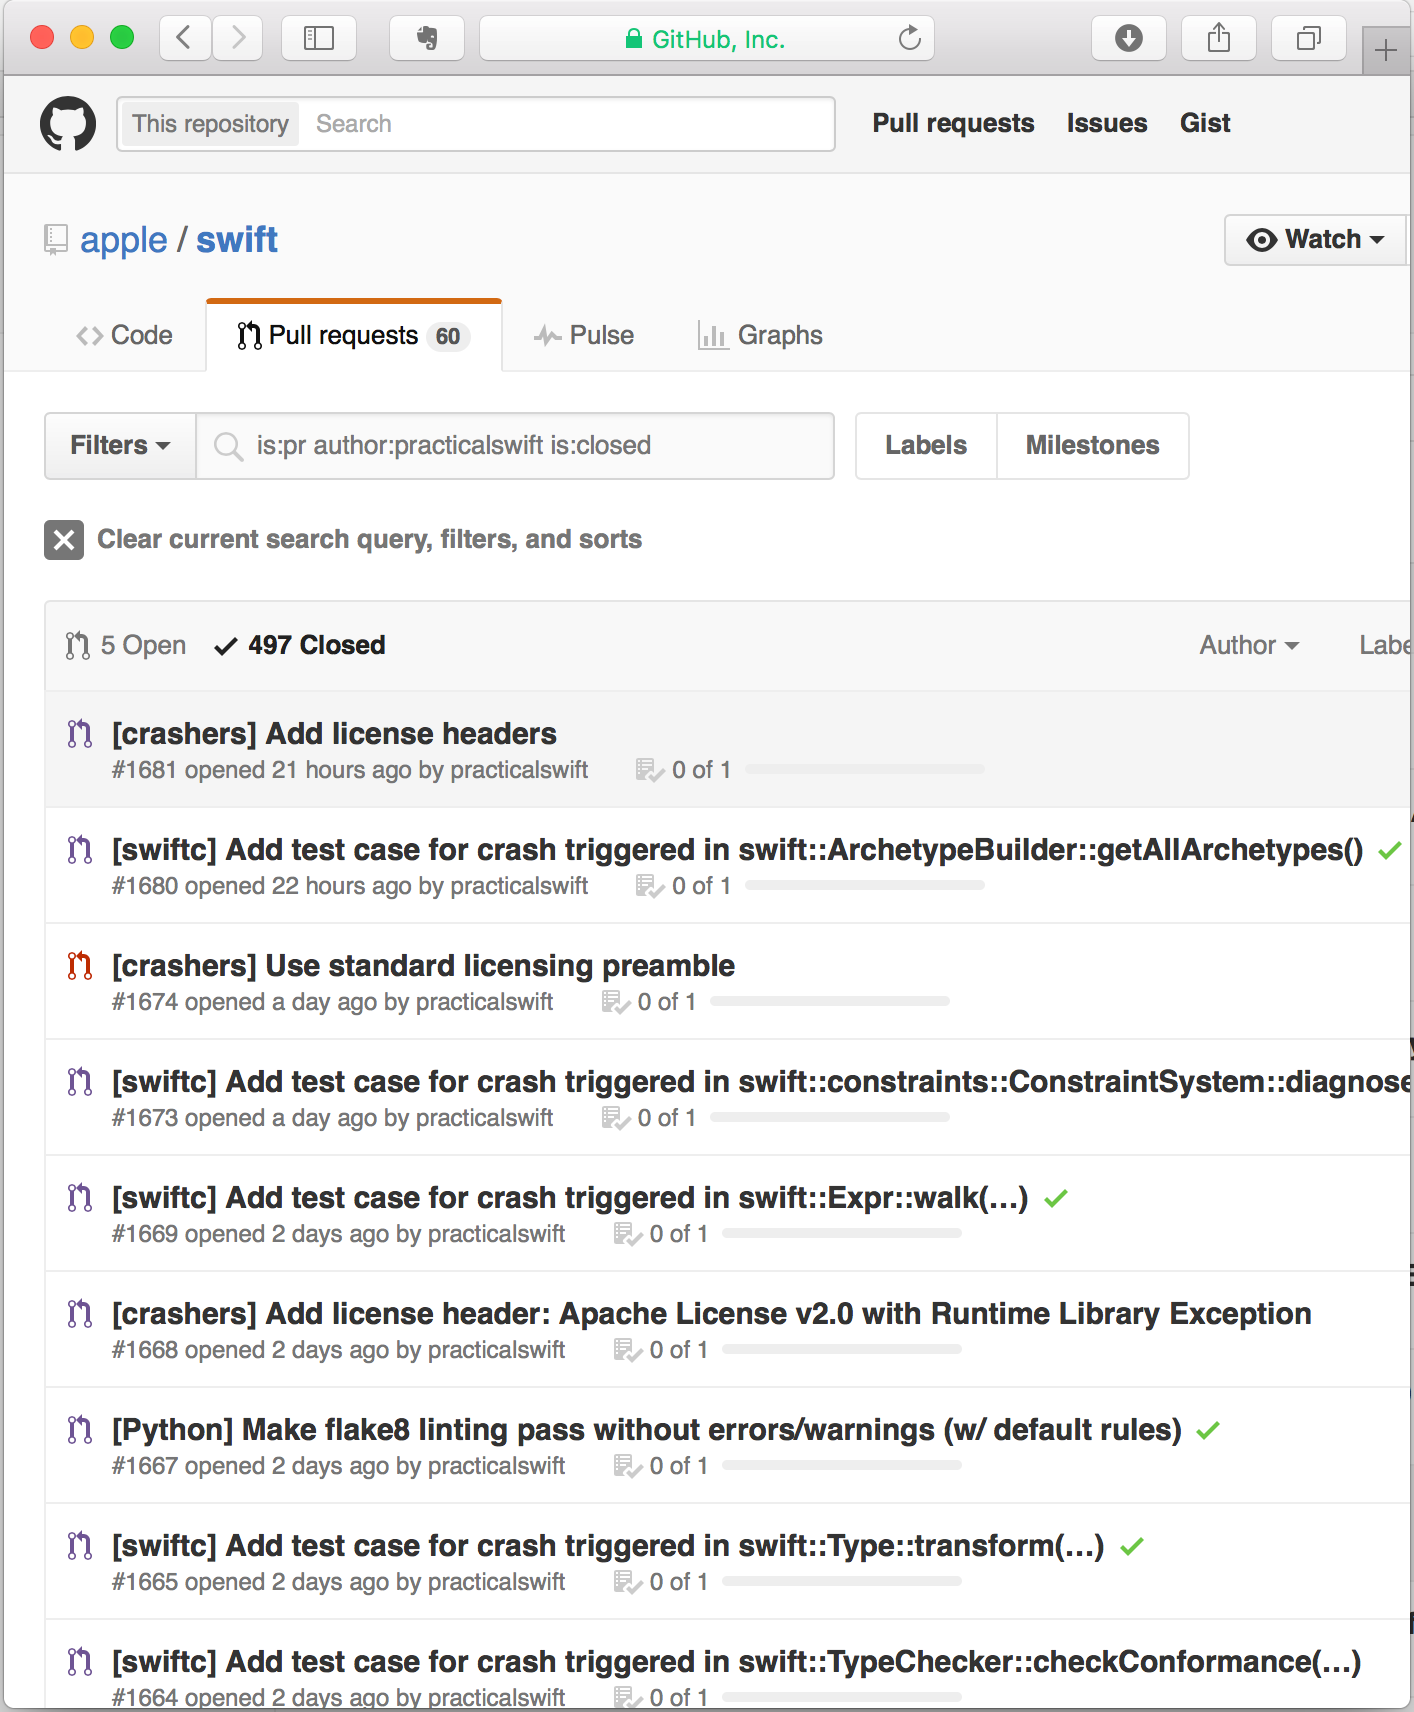 GitHub, Inc.
This repository Search Pull requests Issues Gist
apple / swift Watch
Code Pull requests 60 Pulse Graphs
Filters is:pr author:practicalswift is:closed Labels Milestones
Clear current search query, filters, and sorts
5 Open 497 Closed Author Labe
[crashers] Add license headers
#1681 opened 21 hours ago by practicalswift 0 of 1
[swiftc] Add test case for crash triggered in swift::ArchetypeBuilder::getAllArchetypes()
#1680 opened 22 hours ago by practicalswift 0 of 1
[crashers] Use standard licensing preamble
#1674 opened a day ago by practicalswift 0 of 1
[swiftc] Add test case for crash triggered in swift::constraints::ConstraintSystem::diagnose
#1673 opened a day ago by practicalswift 0 of 1
[swiftc] Add test case for crash triggered in swift::Expr::walk(…)
#1669 opened 2 days ago by practicalswift 0 of 1
[crashers] Add license header: Apache License v2.0 with Runtime Library Exception
#1668 opened 2 days ago by practicalswift 0 of 1
[Python] Make flake8 linting pass without errors/warnings (w/ default rules)
#1667 opened 2 days ago by practicalswift 0 of 1
[swiftc] Add test case for crash triggered in swift::Type::transform(…)
#1665 opened 2 days ago by practicalswift 0 of 1
[swiftc] Add test case for crash triggered in swift::TypeChecker::checkConformance(…)
#1664 opened 2 days ago by practicalswift 0 of 1